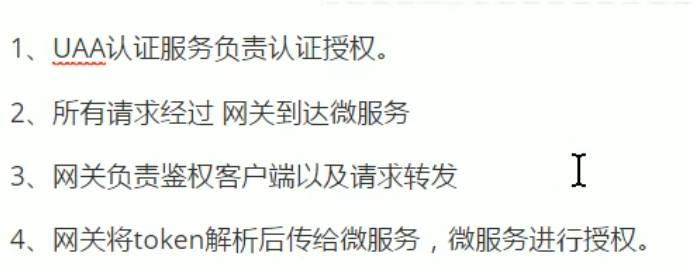 1、UAA认证服务负责认证授权。
2、所有请求经过 网关到达微服务
3、网关负责鉴权客户端以及请求转发
4、网关将token解析后传给微服务，微服务进行授权。